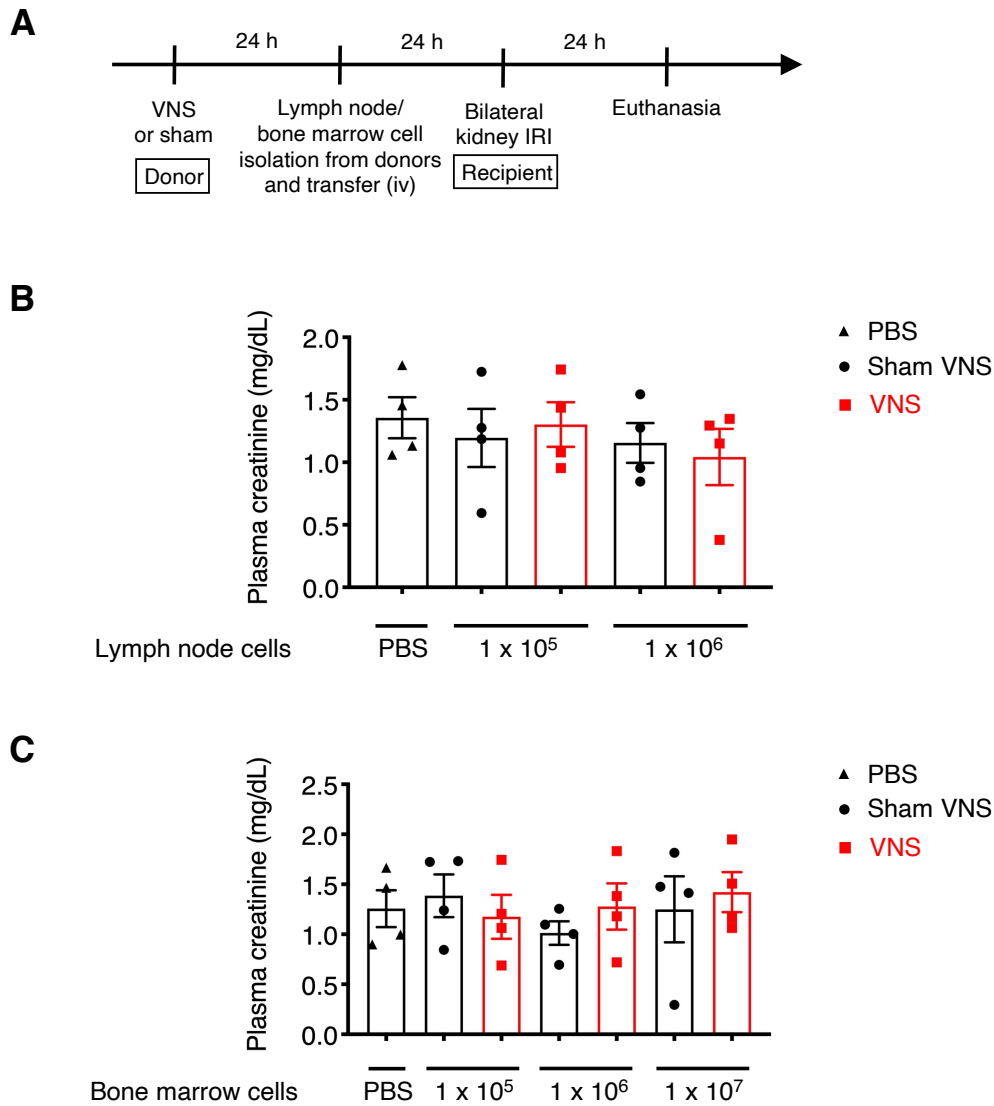 A
24 h 24 h 24 h
VNS
or sham
Donor
Lymph node/
bone marrow cell
isolation from donors
and transfer (iv)
Bilateral
kidney IRI
Recipient
Euthanasia
B
Plasma creatinine (mg/dL)
2.0
1.5
1.0
0.5
0.0
PBS
Sham VNS
VNS
Lymph node cells PBS 1 x 10⁵ 1 x 10⁶
C
Plasma creatinine (mg/dL)
2.5
2.0
1.5
1.0
0.5
0.0
PBS
Sham VNS
VNS
Bone marrow cells PBS 1 x 10⁵ 1 x 10⁶ 1 x 10⁷